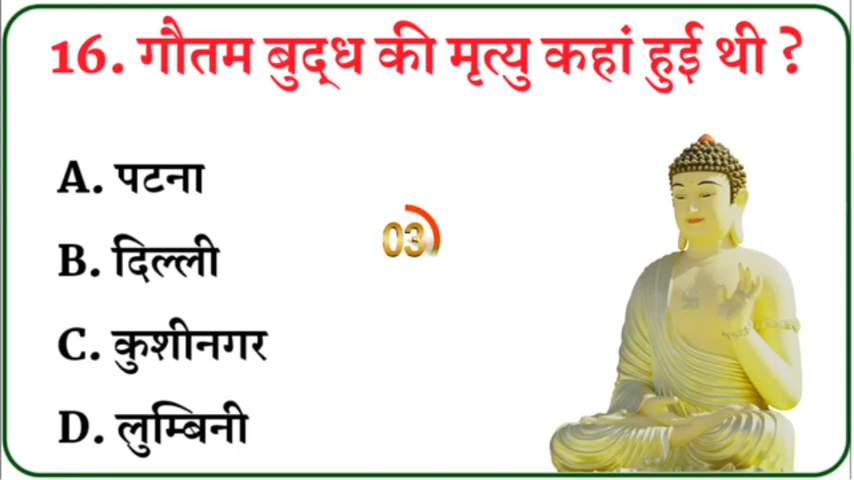 16. गौतम बुद्ध की मृत्यु कहां हुई थी ?
A. पटना
03
B. दिल्ली
C. कुशीनगर
D. लुम्बिनी